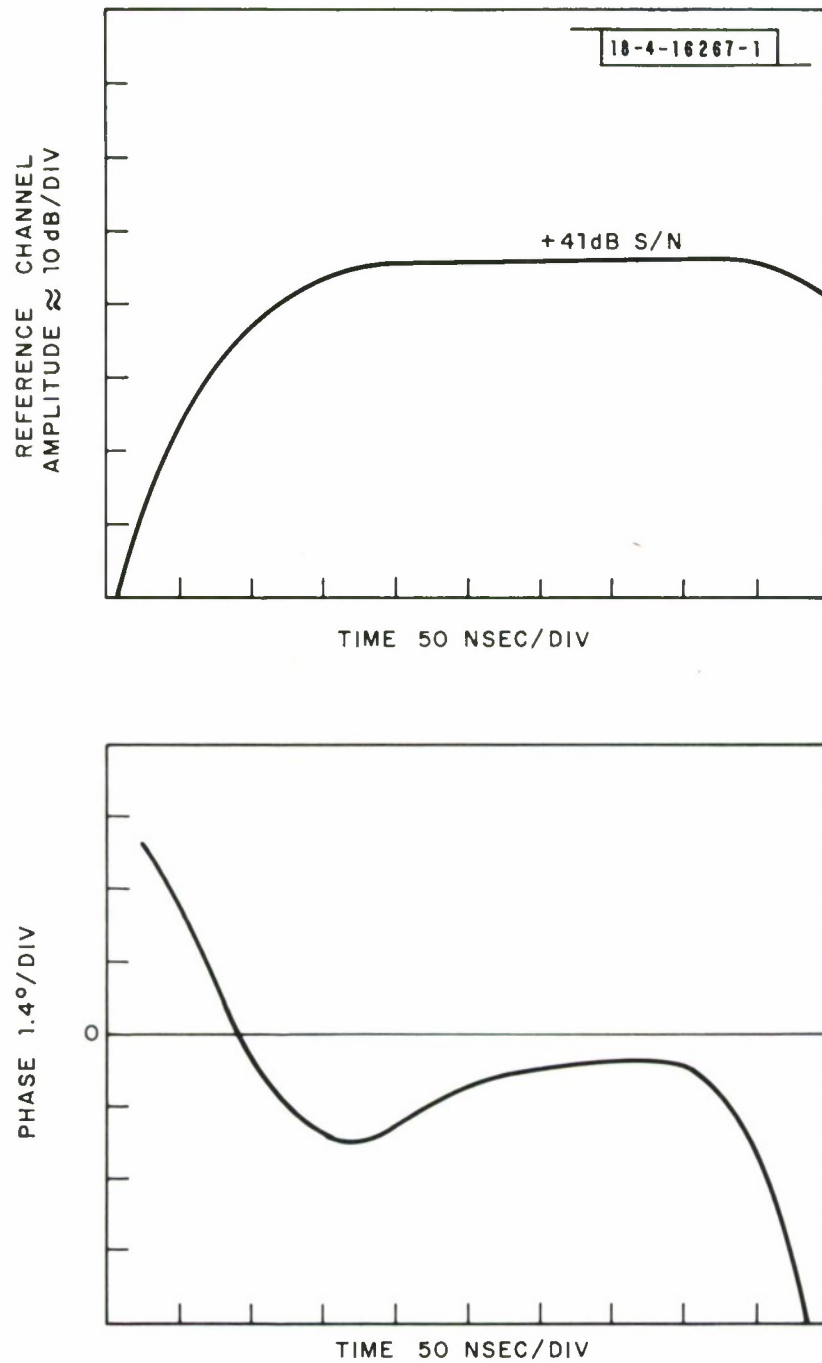 18-4-16267-1
REFERENCE CHANNEL
AMPLITUDE ≈ 10 dB/DIV
+41dB S/N
TIME 50 NSEC/DIV
PHASE 1.4°/DIV
0
TIME 50 NSEC/DIV